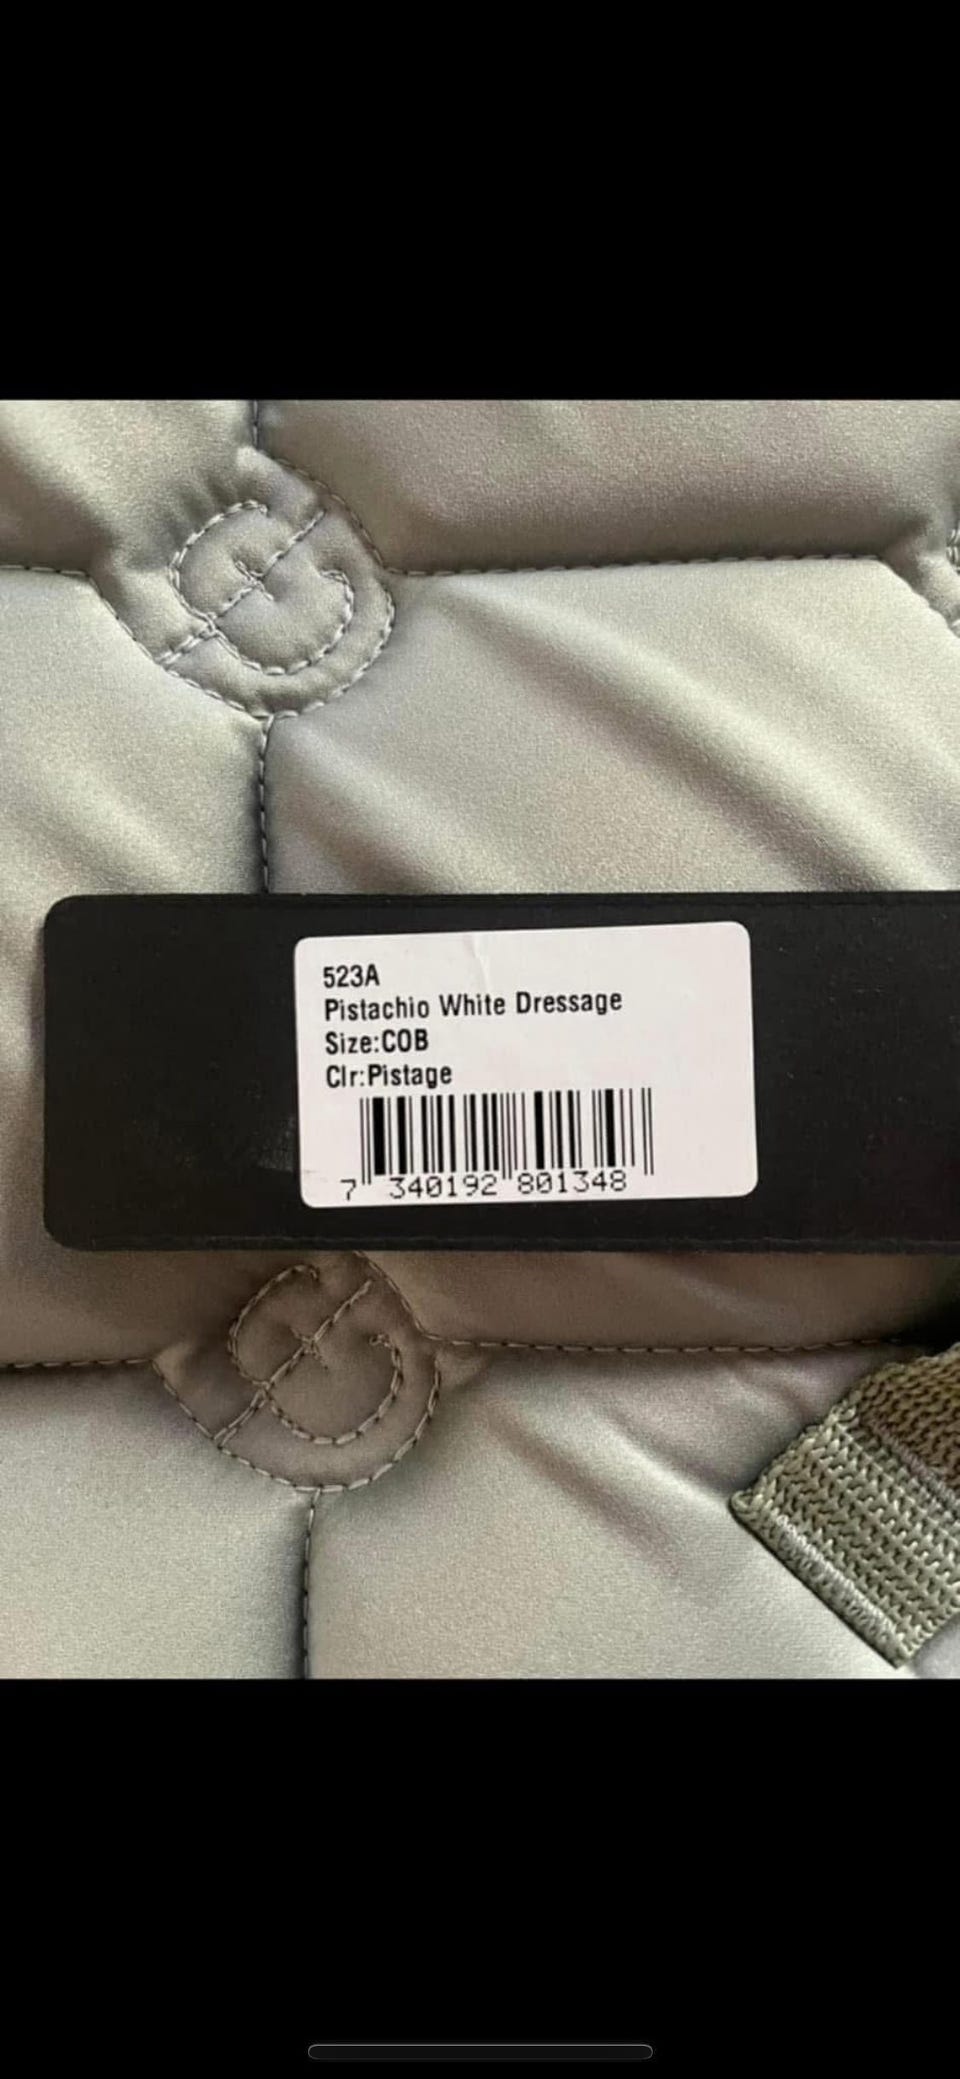 523A
Pistachio White Dressage
Size:COB
Clr:Pistage
7 340192 801348